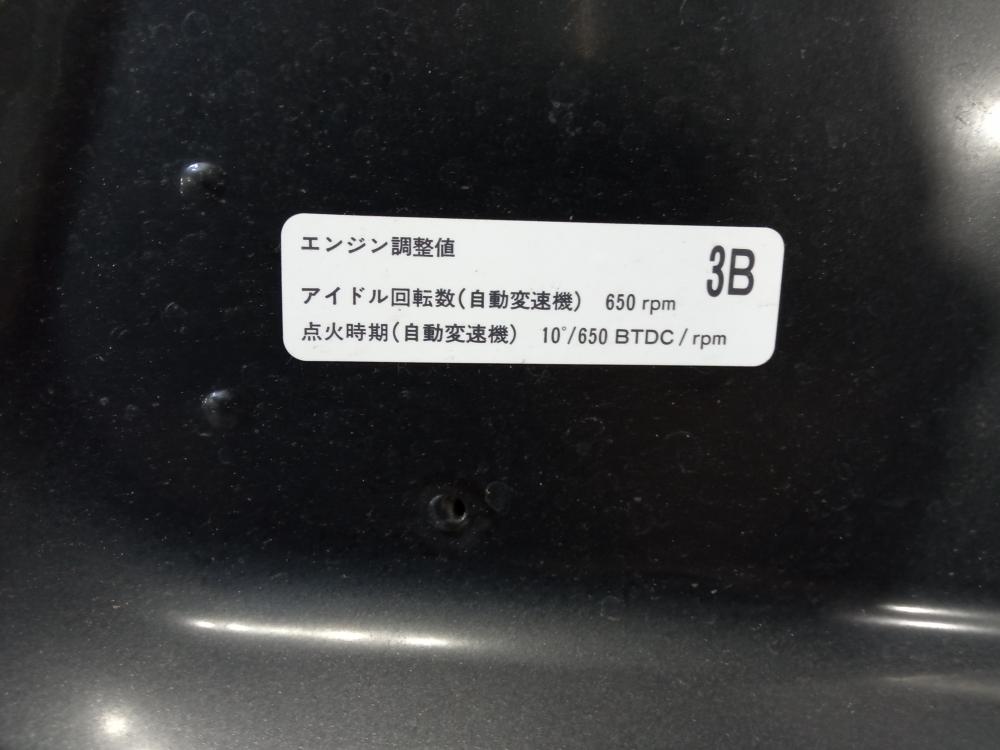 エンジン調整値
3B
アイドル回転数(自動変速機) 650 rpm
点火時期(自動変速機) 10°/650 BTDC/rpm